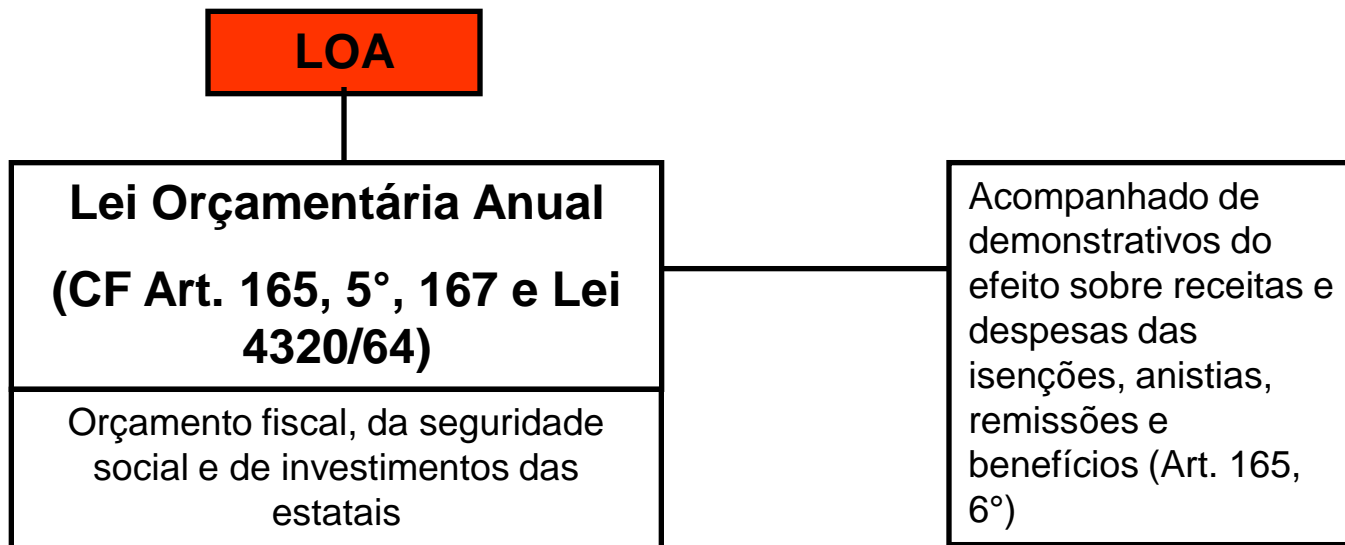 LOA
Lei Orçamentária Anual
(CF Art. 165, 5°, 167 e Lei
4320/64)
Orçamento fiscal, da seguridade
social e de investimentos das
estatais
Acompanhado de
demonstrativos do
efeito sobre receitas e
despesas das
isenções, anistias,
remissões e
benefícios (Art. 165,
6°)